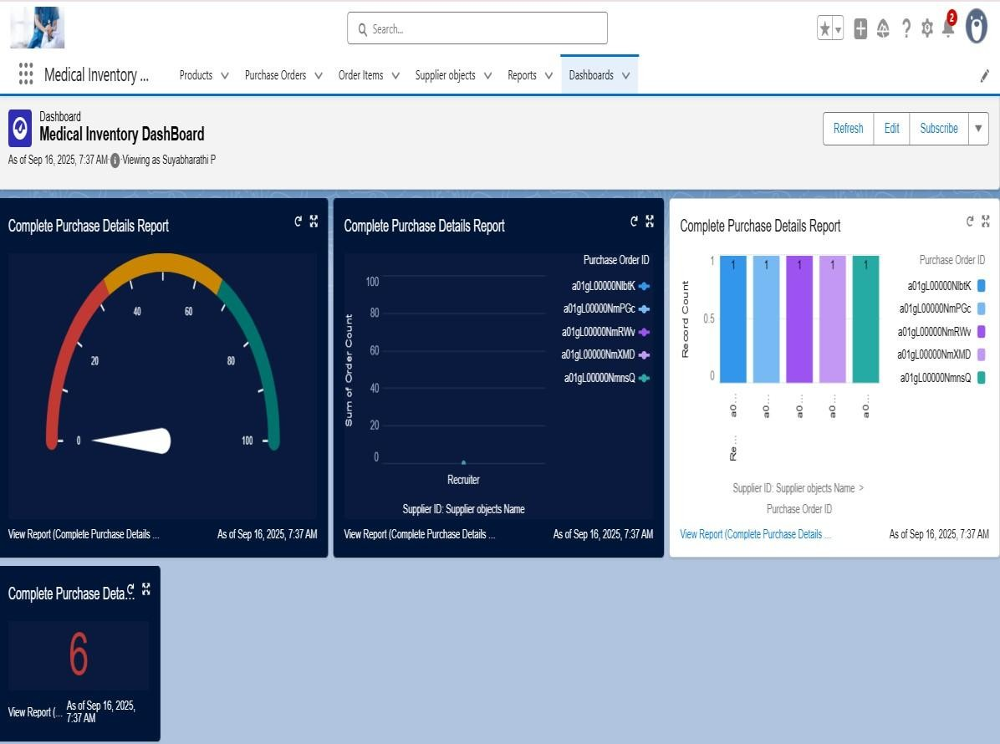 Search...
2
Medical Inventory ...
Products
Purchase Orders
Order Items
Supplier objects
Reports
Dashboards
Dashboard
Medical Inventory DashBoard
As of Sep 16, 2025, 7:37 AM·Viewing as Suyabharathi P
Refresh
Edit
Subscribe
Complete Purchase Details Report
0
20
40
60
80
100
View Report (Complete Purchase Details ...
As of Sep 16, 2025, 7:37 AM
Complete Purchase Details Report
Purchase Order ID
a01gL00000NlbtK
a01gL00000NmPGc
a01gL00000NmRWv
a01gL00000NmXMD
a01gL00000NmnsQ
Sum of Order Count
100
80
60
40
20
0
Recruiter
Supplier ID: Supplier objects Name
View Report (Complete Purchase Details ...
As of Sep 16, 2025, 7:37 AM
Complete Purchase Details Report
Purchase Order ID
a01gL00000NlbtK
a01gL00000NmPGc
a01gL00000NmRWv
a01gL00000NmXMD
a01gL00000NmnsQ
Record Count
1
0.5
0
1
1
1
1
1
a0...
a0...
a0...
a0...
a0...
Re...
Supplier ID: Supplier objects Name >
Purchase Order ID
View Report (Complete Purchase Details ...
As of Sep 16, 2025, 7:37 AM
Complete Purchase Deta...
6
View Report (...
As of Sep 16, 2025,
7:37 AM